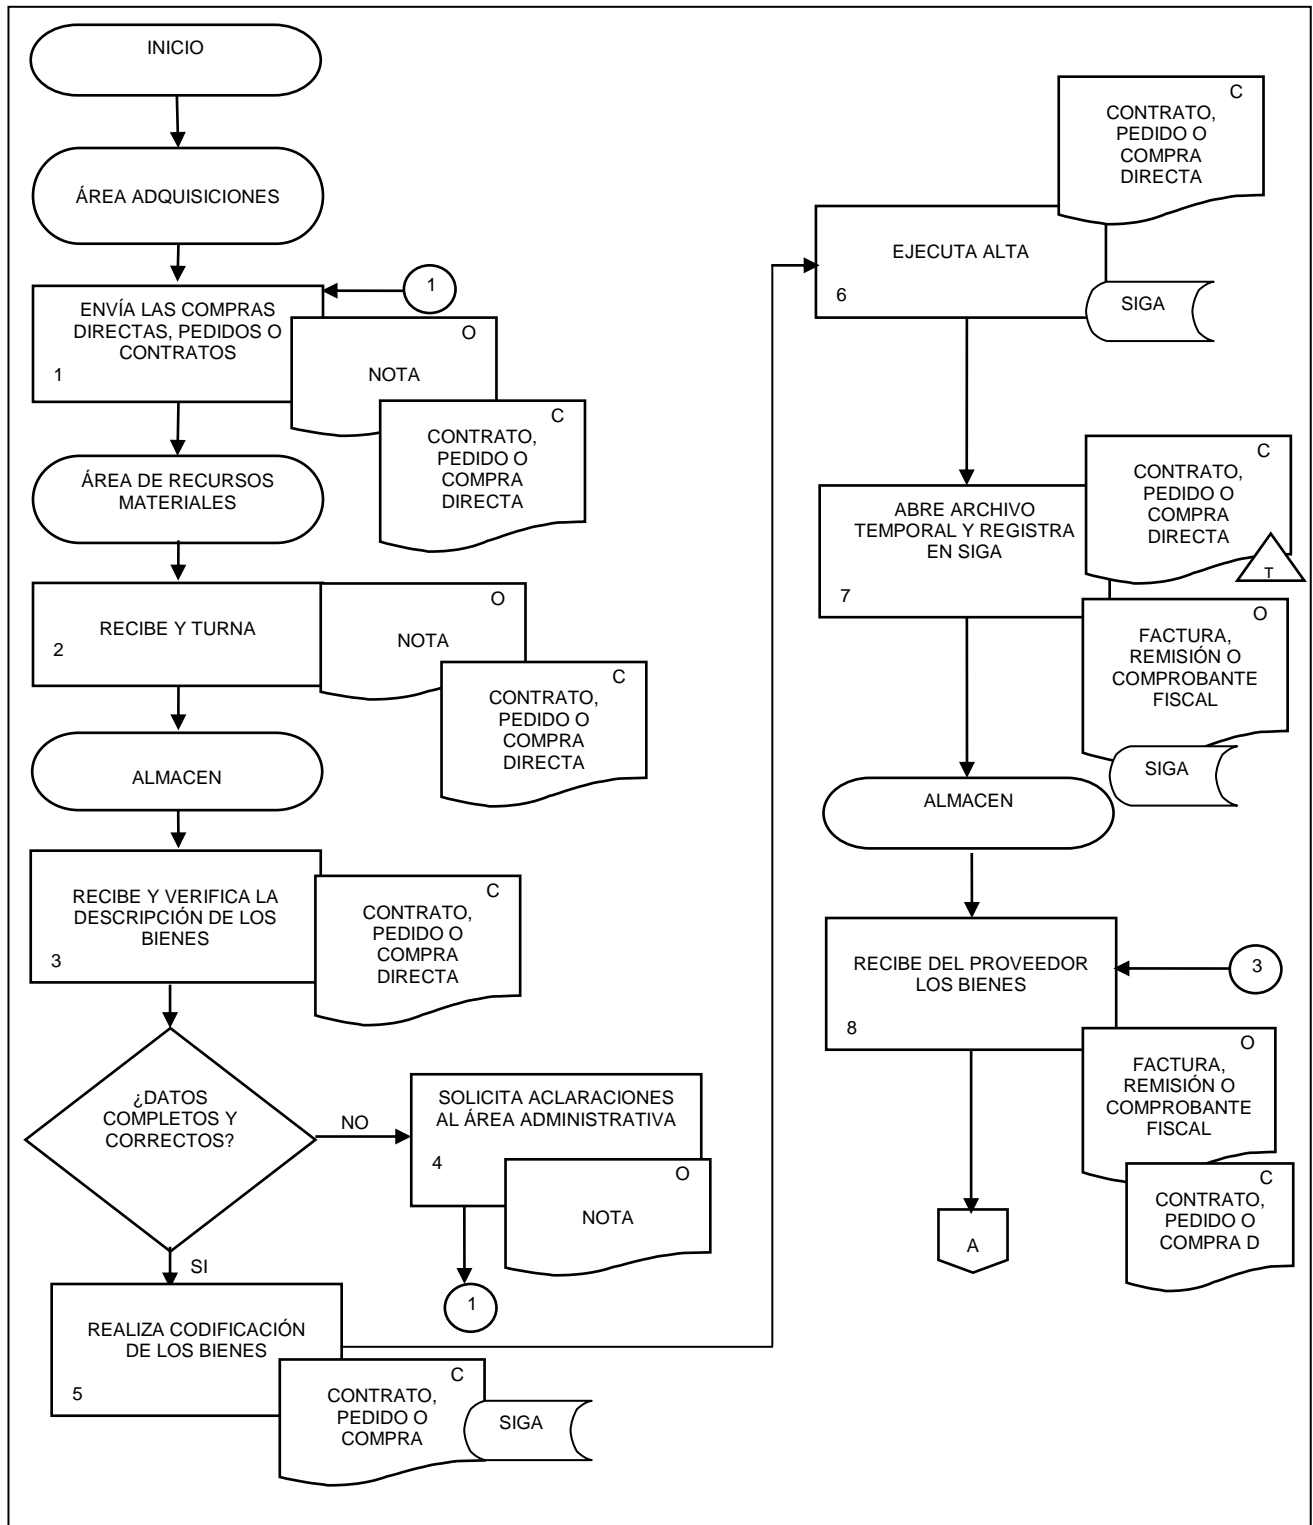 INICIO
ÁREA ADQUISICIONES
1
ENVÍA LAS COMPRAS
DIRECTAS, PEDIDOS O
CONTRATOS
1
O
NOTA
C
CONTRATO,
PEDIDO O
COMPRA
DIRECTA
ÁREA DE RECURSOS
MATERIALES
RECIBE Y TURNA
2
O
NOTA
C
CONTRATO,
PEDIDO O
COMPRA
DIRECTA
ALMACEN
RECIBE Y VERIFICA LA
DESCRIPCIÓN DE LOS
BIENES
3
C
CONTRATO,
PEDIDO O
COMPRA
DIRECTA
¿DATOS
COMPLETOS Y
CORRECTOS?
NO
SOLICITA ACLARACIONES
AL ÁREA ADMINISTRATIVA
4
O
NOTA
1
SI
REALIZA CODIFICACIÓN
DE LOS BIENES
5
C
CONTRATO,
PEDIDO O
COMPRA
SIGA
C
CONTRATO,
PEDIDO O
COMPRA
DIRECTA
EJECUTA ALTA
6
SIGA
C
CONTRATO,
PEDIDO O
COMPRA
DIRECTA
T
ABRE ARCHIVO
TEMPORAL Y REGISTRA
EN SIGA
7
O
FACTURA,
REMISIÓN O
COMPROBANTE
FISCAL
SIGA
ALMACEN
RECIBE DEL PROVEEDOR
LOS BIENES
8
3
O
FACTURA,
REMISIÓN O
COMPROBANTE
FISCAL
C
CONTRATO,
PEDIDO O
COMPRA D
A